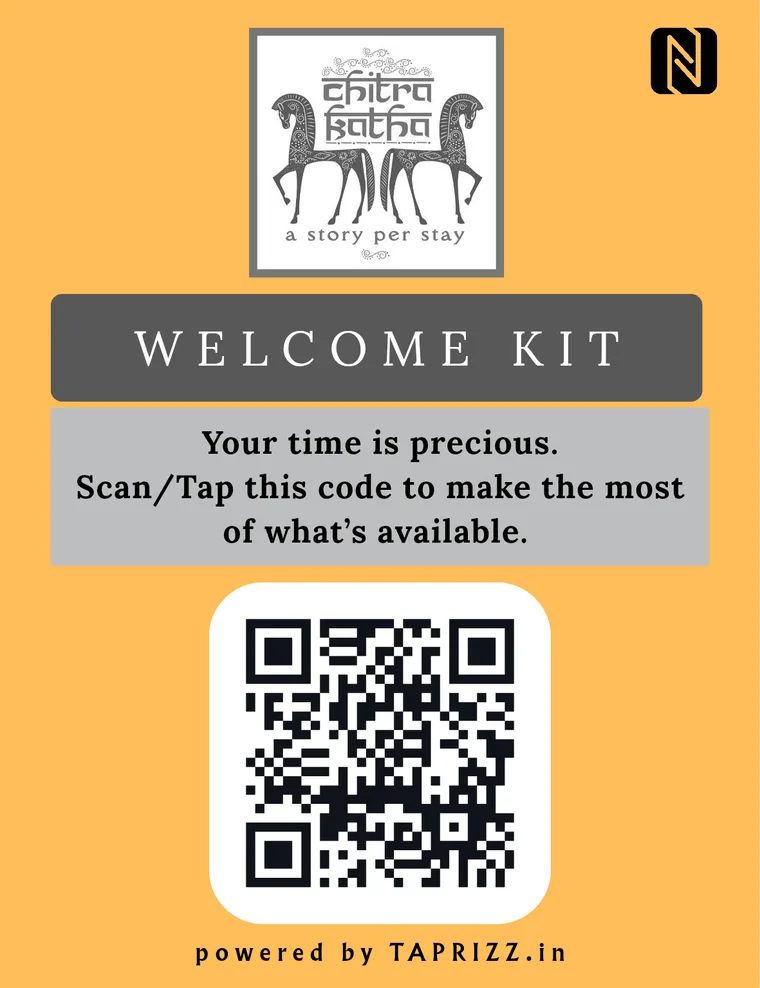 chitra
katha
a story per stay
WELCOME KIT
Your time is precious.
Scan/Tap this code to make the most
of what’s available.
powered by TAPRIZZ.in